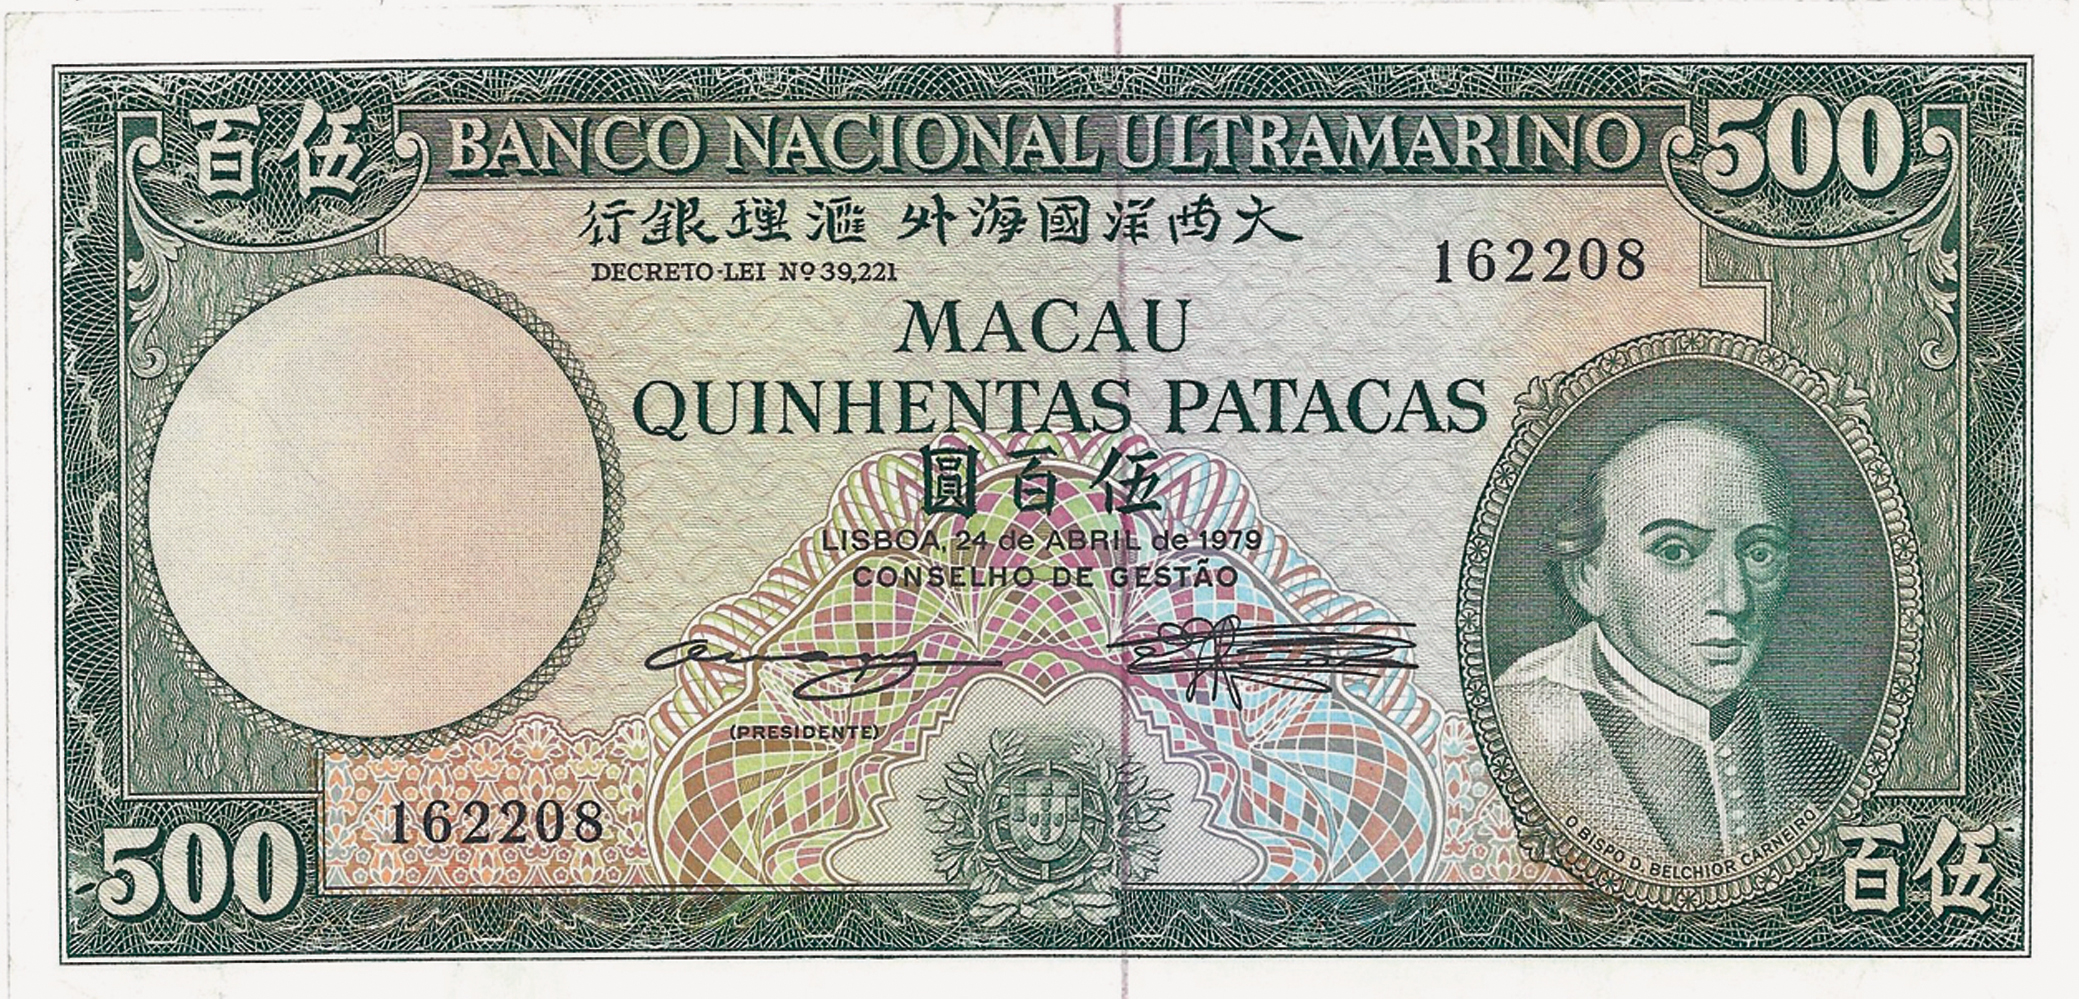 百伍 BANCO NACIONAL ULTRAMARINO 500
行銀理滙外海國洋西大
DECRETO-LEI Nº 39,221
162208
MACAU
QUINHENTAS PATACAS
圓百伍
LISBOA, 24 de ABRIL de 1979
CONSELHO DE GESTÃO
(PRESIDENTE)
162208
O BISPO D. BELCHIOR CARNEIRO
500 百伍